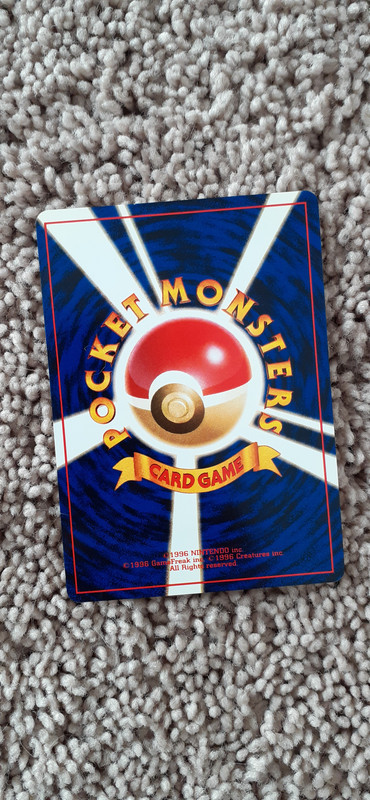 POCKET MONSTERS
CARD GAME
©1996 NINTENDO inc.
©1996 GameFreak inc. ©1996 Creatures inc.
All Rights reserved.